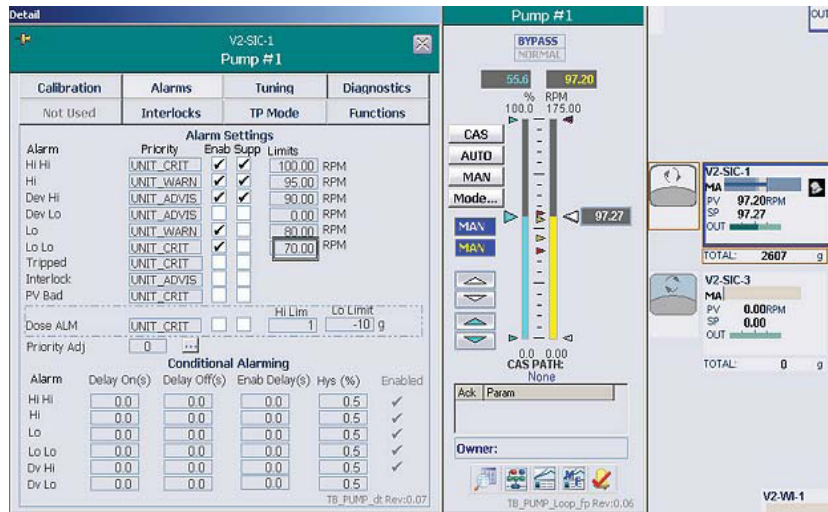 Detail
V2-SIC-1
Pump #1
Calibration Alarms Tuning Diagnostics
Not Used Interlocks TP Mode Functions
Alarm Settings
Alarm Priority Enab Supp Limits
Hi Hi UNIT_CRIT 100.00 RPM
Hi UNIT_WARN 95.00 RPM
Dev Hi UNIT_ADVIS 90.00 RPM
Dev Lo UNIT_ADVIS 0.00 RPM
Lo UNIT_WARN 80.00 RPM
Lo Lo UNIT_CRIT 70.00 RPM
Tripped UNIT_CRIT
Interlock UNIT_ADVIS
PV Bad UNIT_CRIT
Hi Lim Lo Limit
Dose ALM UNIT_CRIT 1 -10 g
Priority Adj 0 ...
Conditional Alarming
Alarm Delay On(s) Delay Off(s) Enab Delay(s) Hys (%) Enabled
Hi Hi 0.0 0.0 0.0 0.5
Hi 0.0 0.0 0.0 0.5
Lo 0.0 0.0 0.0 0.5
Lo Lo 0.0 0.0 0.0 0.5
Dv Hi 0.0 0.0 0.0 0.5
Dv Lo 0.0 0.0 0.0 0.5
TB_PUMP_dt Rev:0.07
Pump #1
BYPASS
NORMAL
55.6 97.20
% RPM
100.0 175.00
CAS
AUTO
MAN
Mode...
MAN
MAN
97.27
0.0 0.00
CAS PATH:
None
Ack Param
Owner:
TB_PUMP_Loop_fp Rev:0.06
OUT
V2-SIC-1
MA
PV 97.20RPM
SP 97.27
OUT
TOTAL: 2607 g
V2-SIC-3
MA
PV 0.00RPM
SP 0.00
OUT
TOTAL: 0 g
V2-WI-1